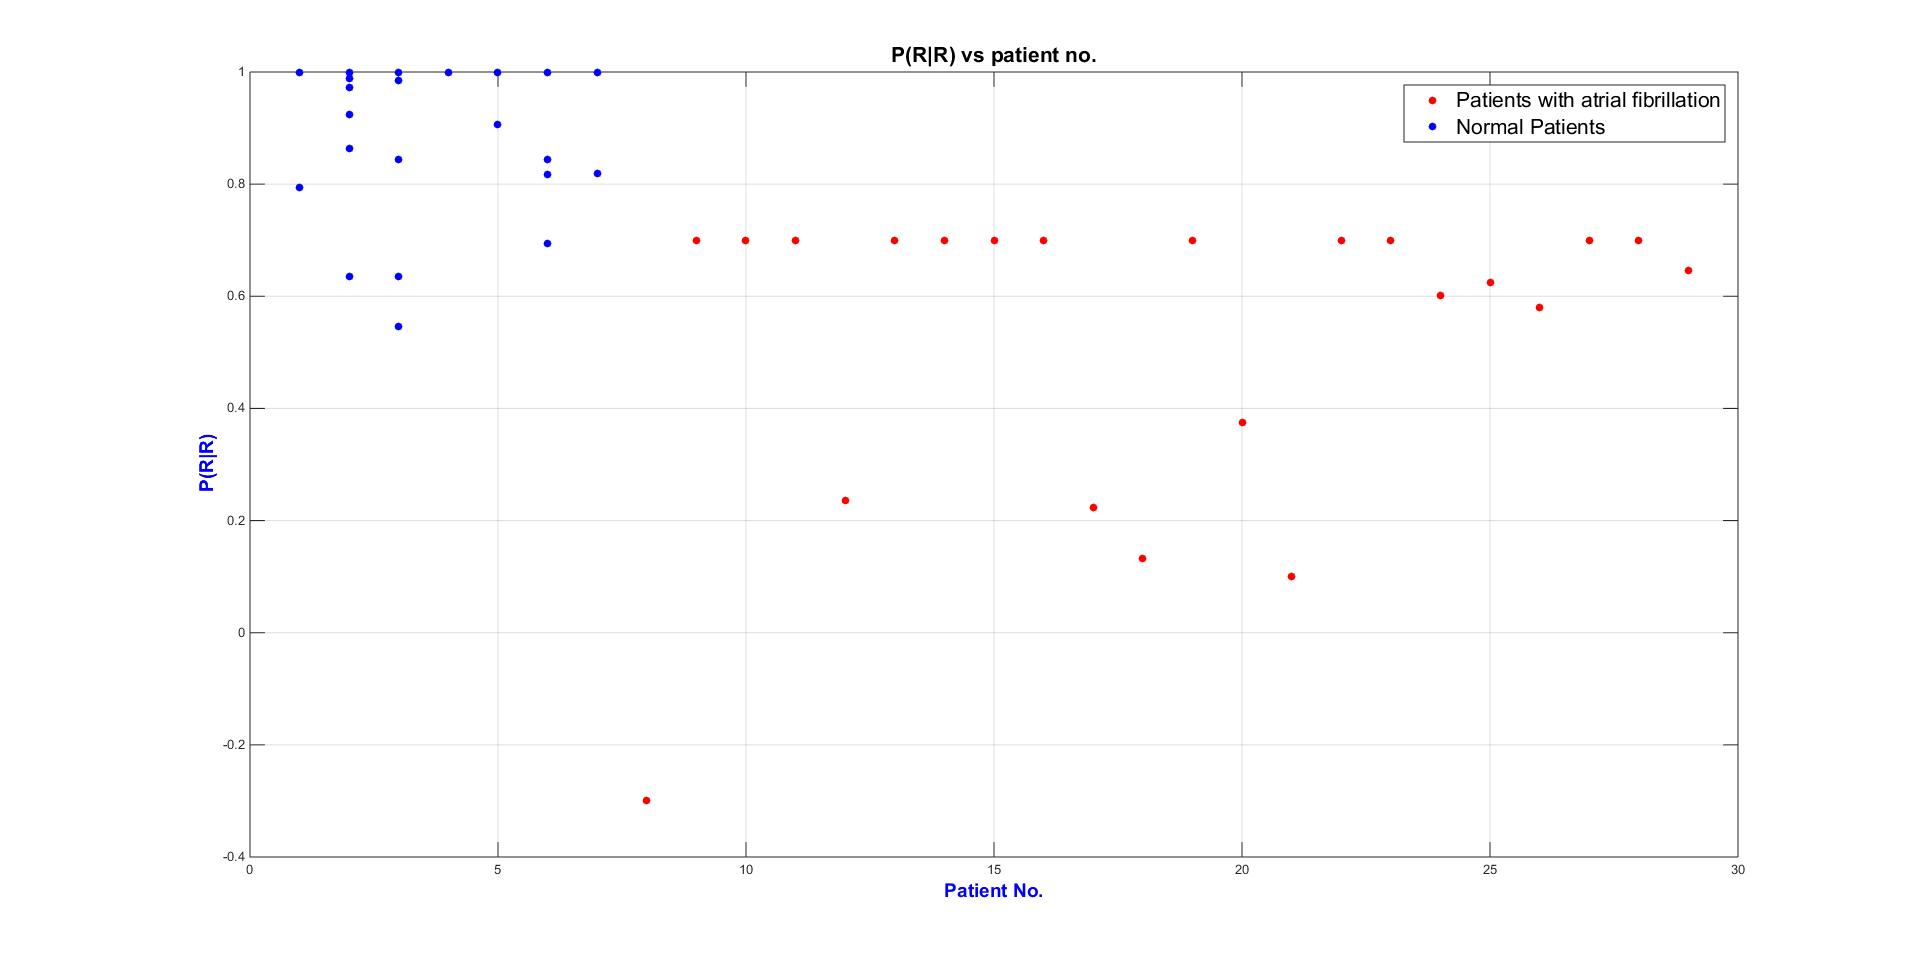 P(R|R) vs patient no.
1
0.8
0.6
0.4
0.2
0
-0.2
-0.4
P(R|R)
Patients with atrial fibrillation
Normal Patients
0 5 10 15 20 25 30
Patient No.